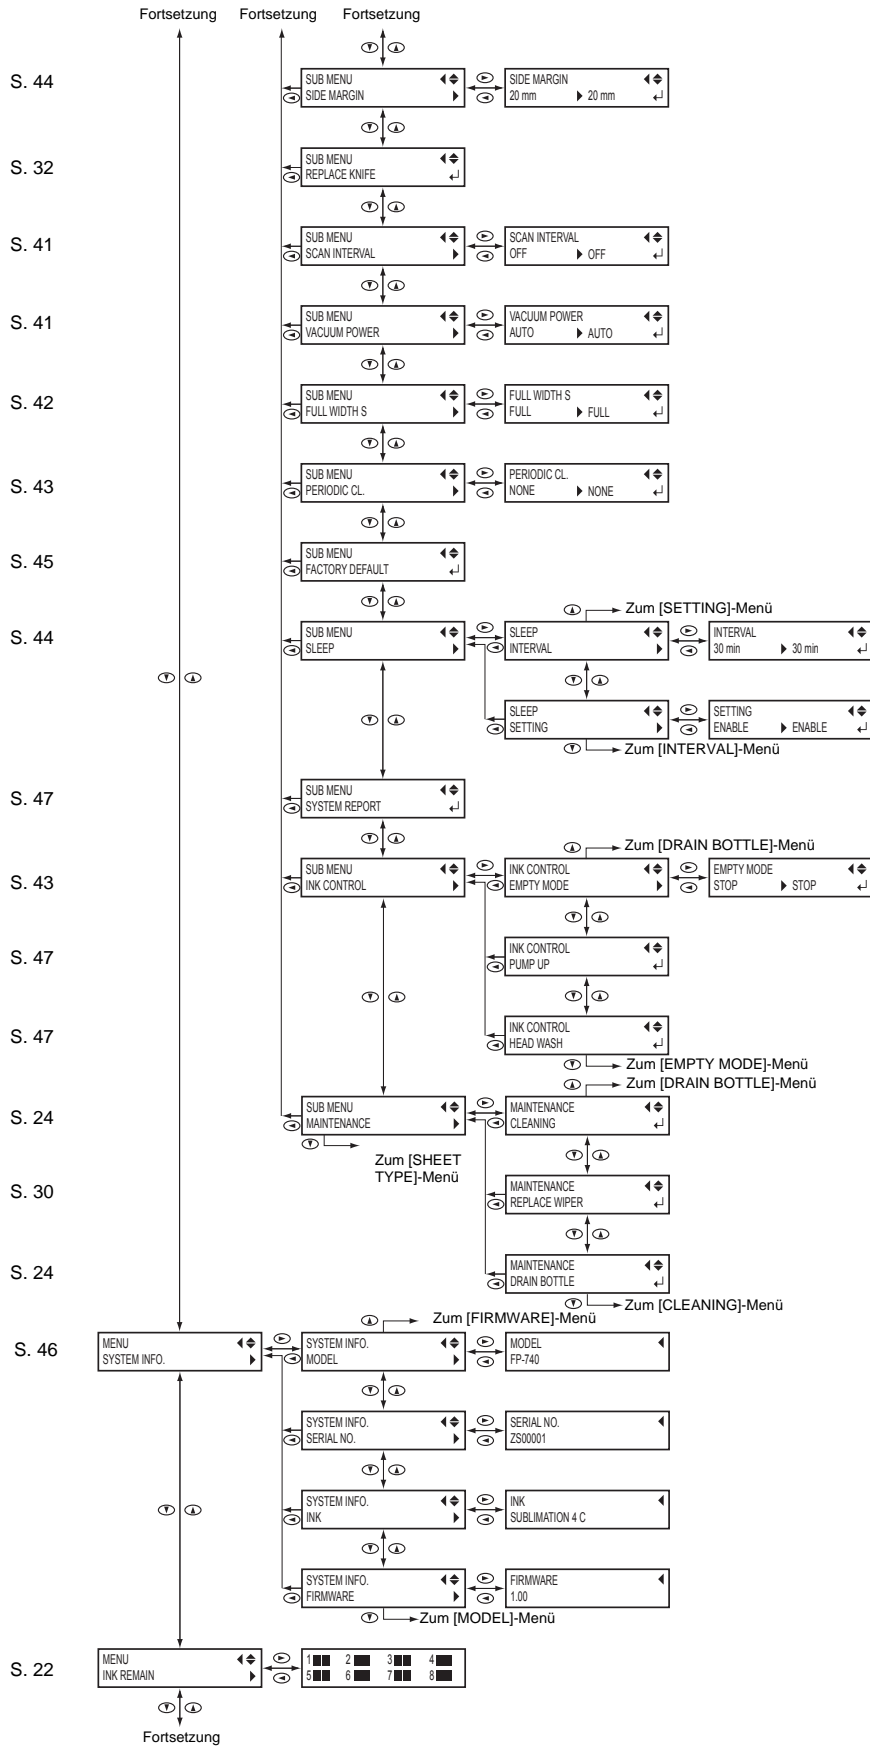 Fortsetzung Fortsetzung Fortsetzung
S. 44
SUB MENU
SIDE MARGIN
SIDE MARGIN
20 mm 20 mm
S. 32
SUB MENU
REPLACE KNIFE
S. 41
SUB MENU
SCAN INTERVAL
SCAN INTERVAL
OFF OFF
S. 41
SUB MENU
VACUUM POWER
VACUUM POWER
AUTO AUTO
S. 42
SUB MENU
FULL WIDTH S
FULL WIDTH S
FULL FULL
S. 43
SUB MENU
PERIODIC CL.
PERIODIC CL.
NONE NONE
S. 45
SUB MENU
FACTORY DEFAULT
Zum [SETTING]-Menü
S. 44
SUB MENU
SLEEP
SLEEP
INTERVAL
INTERVAL
30 min 30 min
SLEEP
SETTING
SETTING
ENABLE ENABLE
Zum [INTERVAL]-Menü
S. 47
SUB MENU
SYSTEM REPORT
Zum [DRAIN BOTTLE]-Menü
S. 43
SUB MENU
INK CONTROL
INK CONTROL
EMPTY MODE
EMPTY MODE
STOP STOP
S. 47
INK CONTROL
PUMP UP
S. 47
INK CONTROL
HEAD WASH
Zum [EMPTY MODE]-Menü
Zum [DRAIN BOTTLE]-Menü
S. 24
SUB MENU
MAINTENANCE
MAINTENANCE
CLEANING
Zum [SHEET
TYPE]-Menü
S. 30
MAINTENANCE
REPLACE WIPER
S. 24
MAINTENANCE
DRAIN BOTTLE
Zum [CLEANING]-Menü
Zum [FIRMWARE]-Menü
S. 46
MENU
SYSTEM INFO.
SYSTEM INFO.
MODEL
MODEL
FP-740
SYSTEM INFO.
SERIAL NO.
SERIAL NO.
ZS00001
SYSTEM INFO.
INK
INK
SUBLIMATION 4 C
SYSTEM INFO.
FIRMWARE
FIRMWARE
1.00
Zum [MODEL]-Menü
S. 22
MENU
INK REMAIN
1 2 3 4
5 6 7 8
Fortsetzung